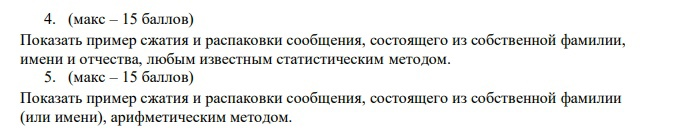 4. (макс – 15 баллов)
Показать пример сжатия и распаковки сообщения, состоящего из собственной фамилии,
имени и отчества, любым известным статистическим методом.
5. (макс – 15 баллов)
Показать пример сжатия и распаковки сообщения, состоящего из собственной фамилии
(или имени), арифметическим методом.